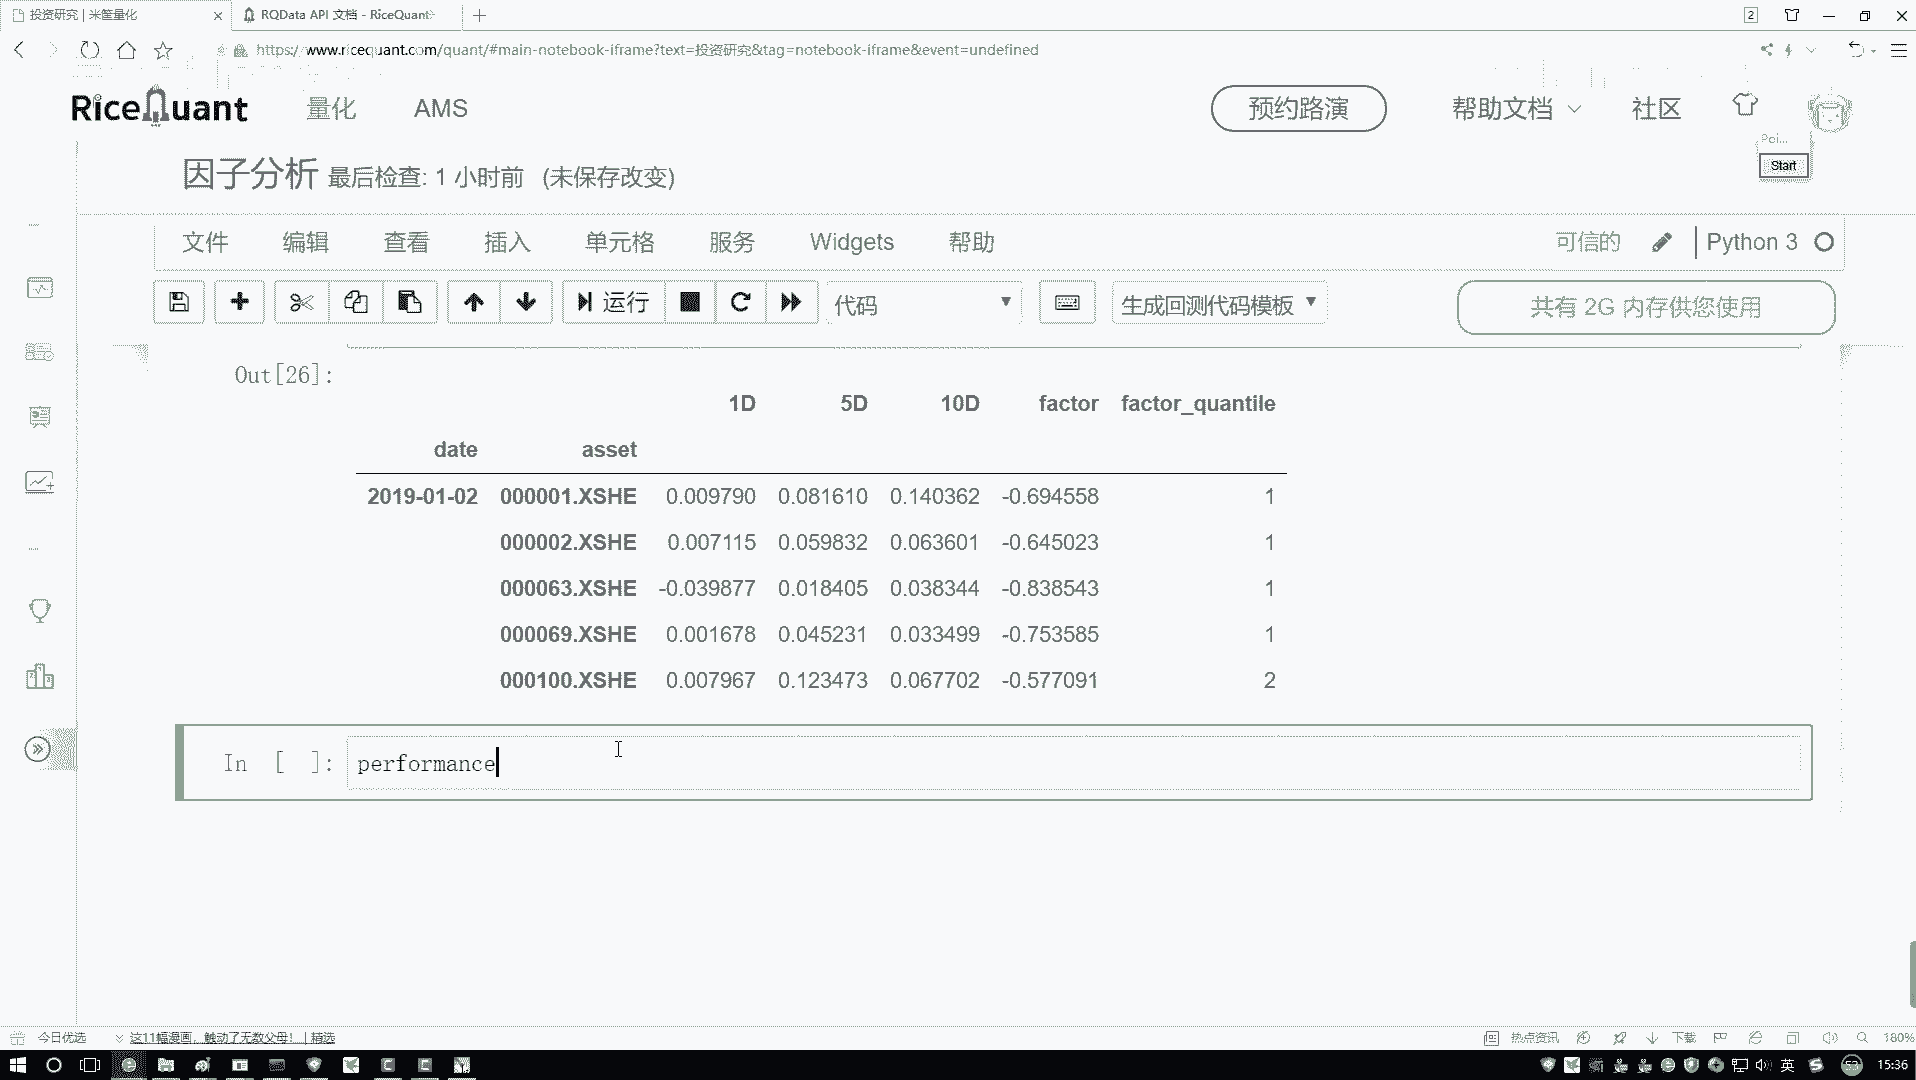 投资研究 | 米筐量化
RQData API 文档 - RiceQuant
2
https://www.ricequant.com/quant/#main-notebook-iframe?text=投资研究&tag=notebook-iframe&event=undefined
RiceQuant
量化
AMS
预约路演
帮助文档
社区
Poi...
Start
因子分析 最后检查: 1 小时前 (未保存改变)
文件 编辑 查看 插入 单元格 服务 Widgets 帮助
可信的
Python 3
运行
代码
生成回测代码模板
共有 2G 内存供您使用
Out[26]:
1D 5D 10D factor factor_quantile
date asset
2019-01-02 000001.XSHE 0.009790 0.081610 0.140362 -0.694558 1
000002.XSHE 0.007115 0.059832 0.063601 -0.645023 1
000063.XSHE -0.039877 0.018405 0.038344 -0.838543 1
000069.XSHE 0.001678 0.045231 0.033499 -0.753585 1
000100.XSHE 0.007967 0.123473 0.067702 -0.577091 2
In [ ]: performance
今日优选
这11幅漫画,触动了无数父母! | 精选
热点资讯
下载
180%
英
53
15:36